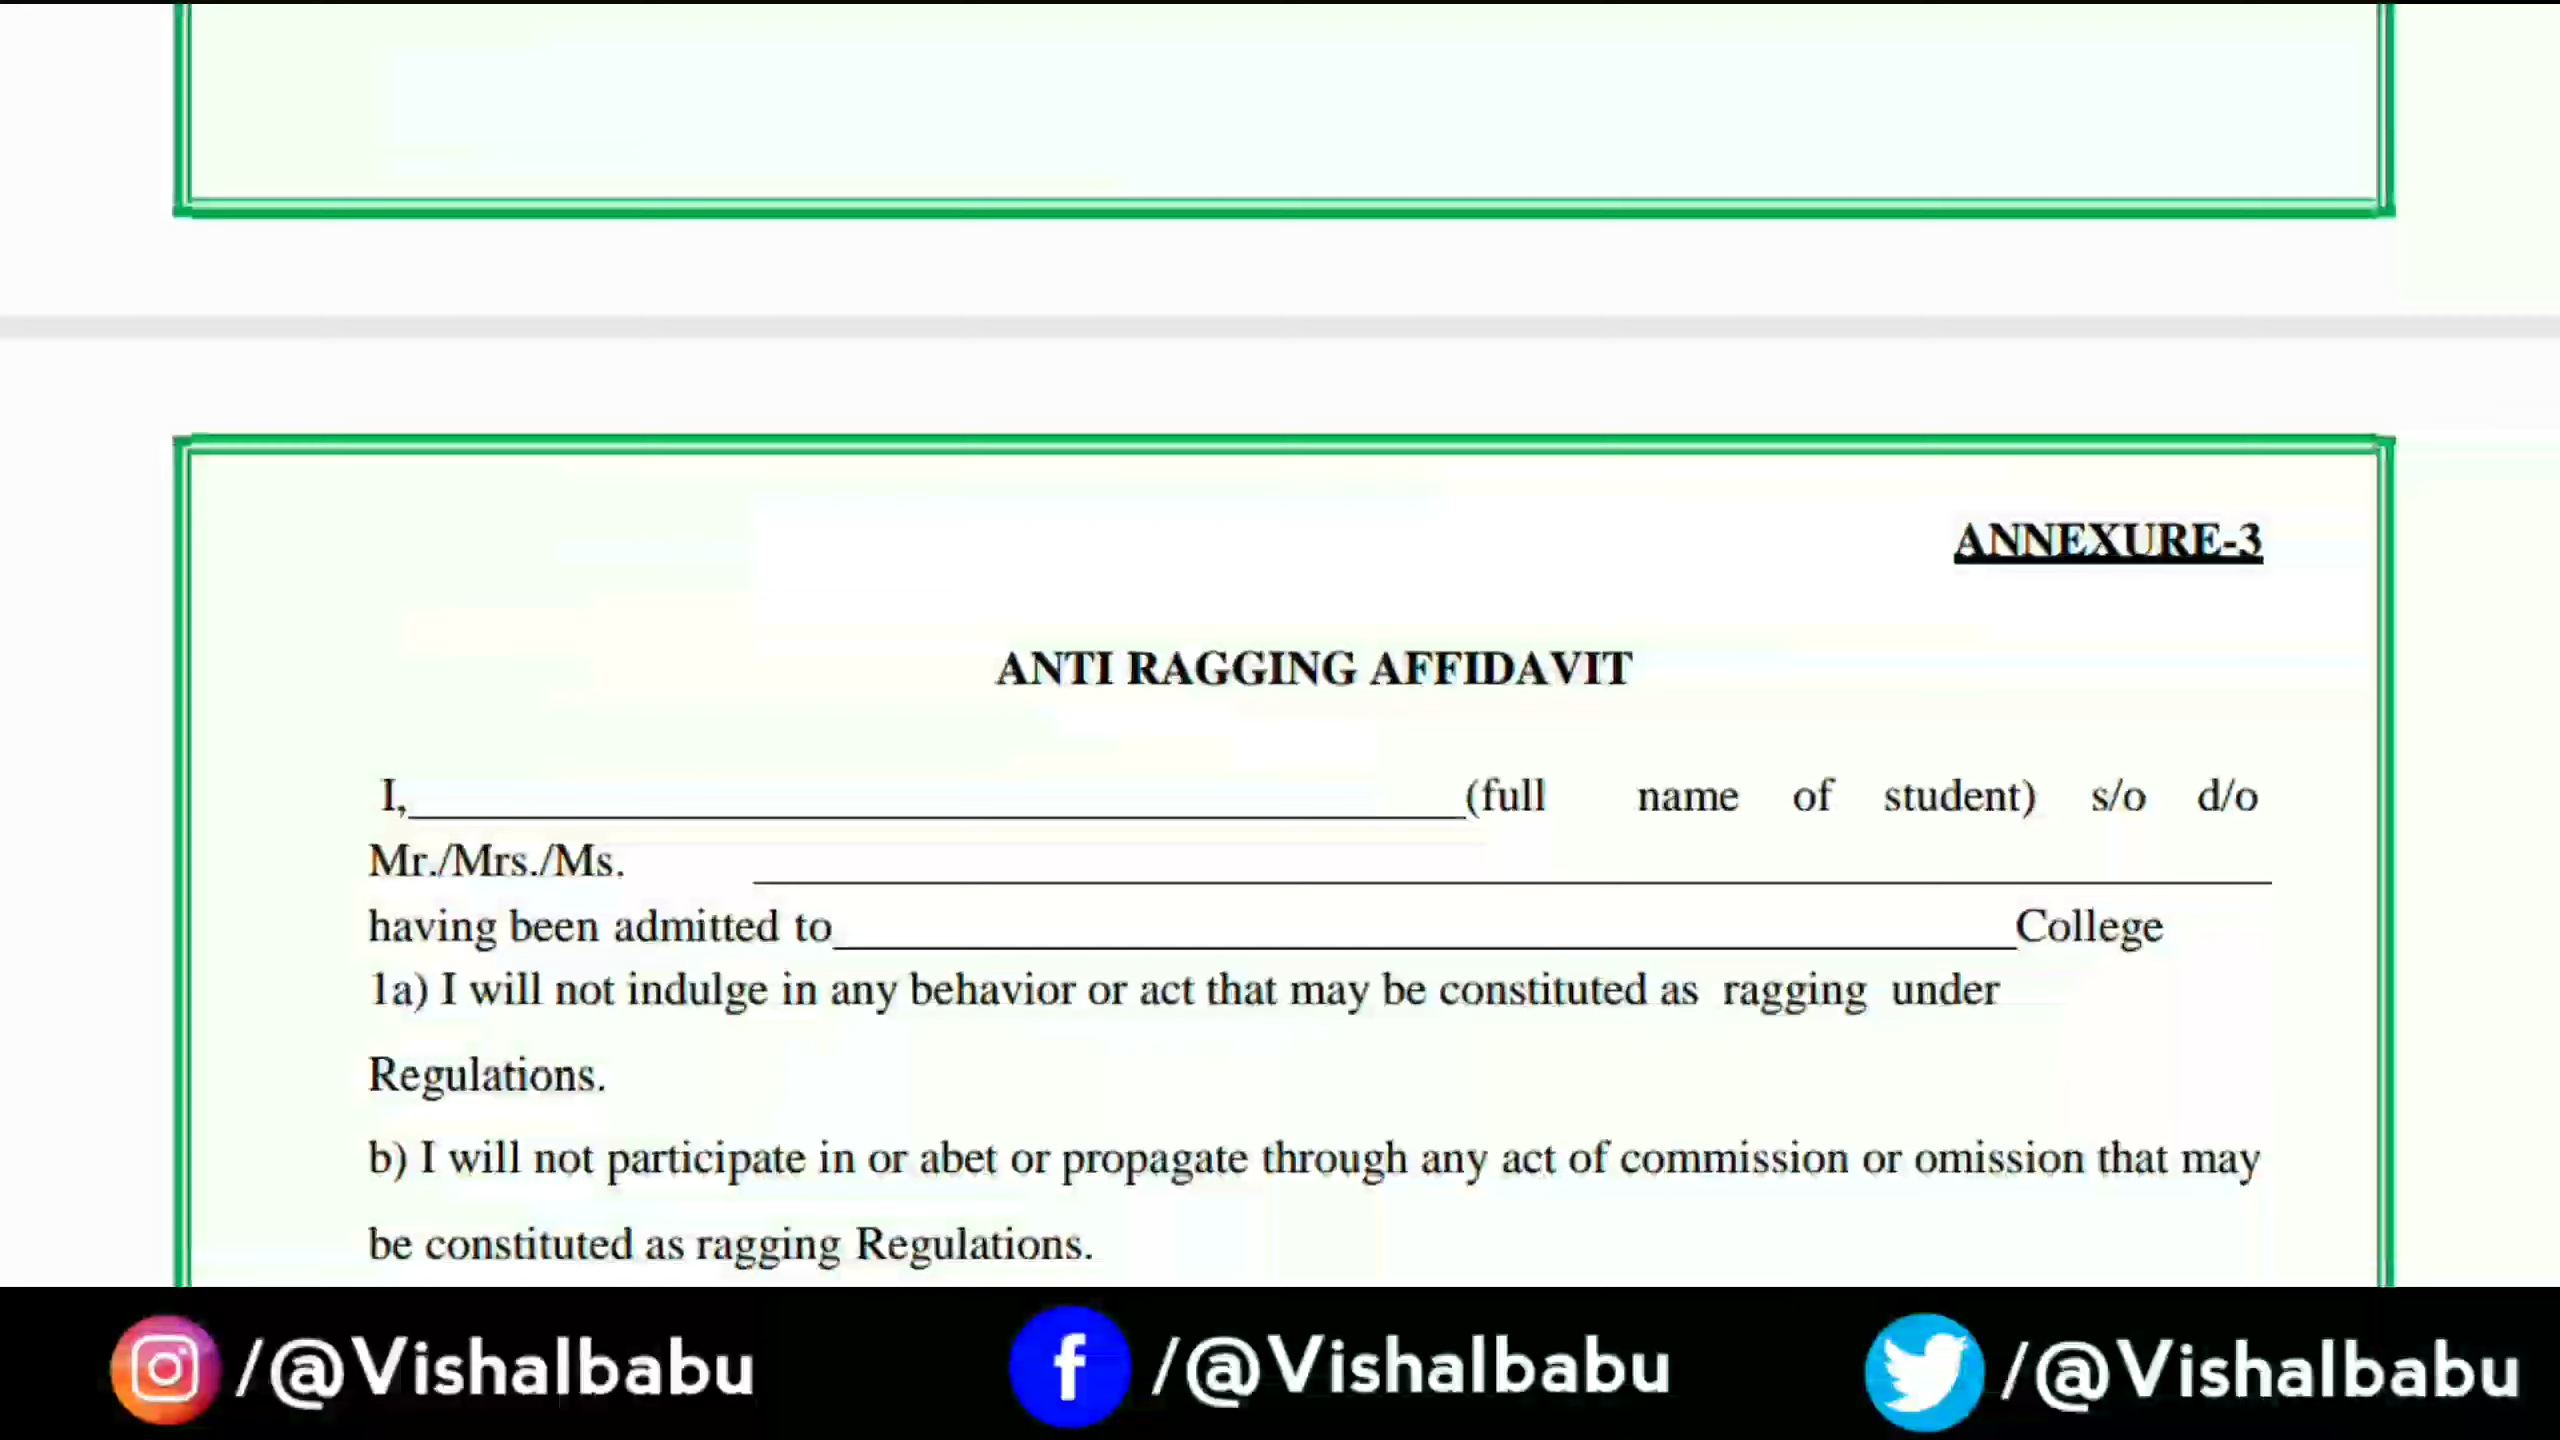 ANNEXURE-3
ANTI RAGGING AFFIDAVIT
I,____________________(full name of student) s/o d/o
Mr./Mrs./Ms. ____________________
having been admitted to____________________College
1a) I will not indulge in any behavior or act that may be constituted as ragging under
Regulations.
b) I will not participate in or abet or propagate through any act of commission or omission that may
be constituted as ragging Regulations.
/@Vishalbabu /@Vishalbabu /@Vishalbabu